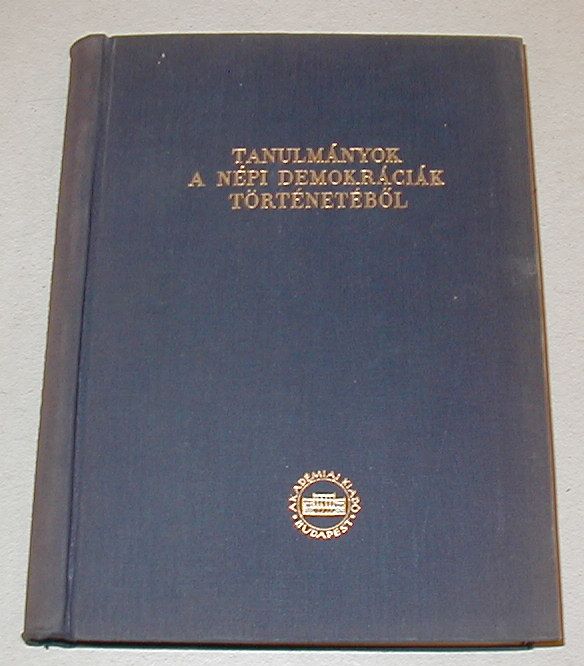 TANULMÁNYOK
A NÉPI DEMOKRÁCIÁK
TÖRTÉNETÉBŐL
AKADÉMIAI KIADÓ
BUDAPEST